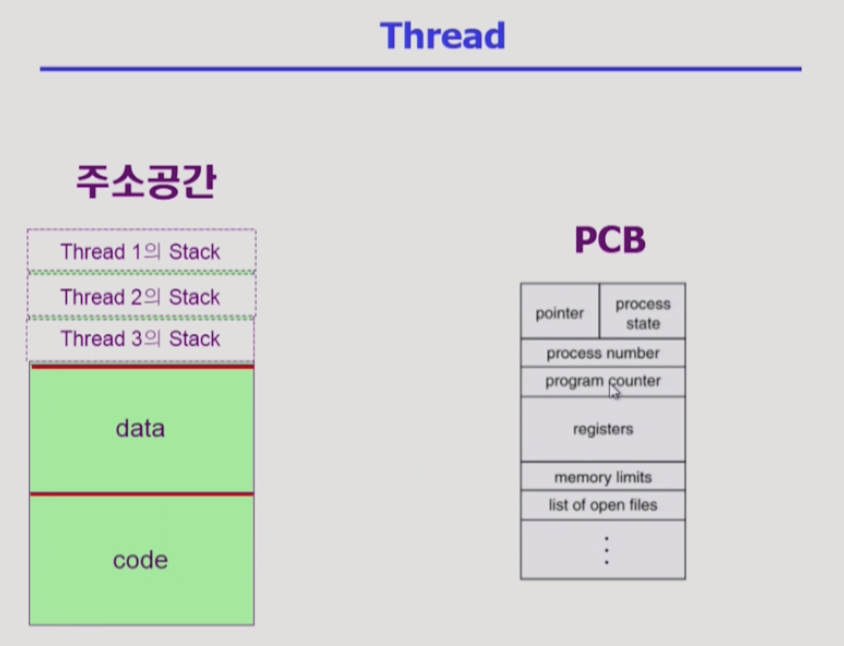 Thread
주소공간
Thread 1의 Stack
Thread 2의 Stack
Thread 3의 Stack
data
code
PCB
pointer
process
state
process number
program counter
registers
memory limits
list of open files